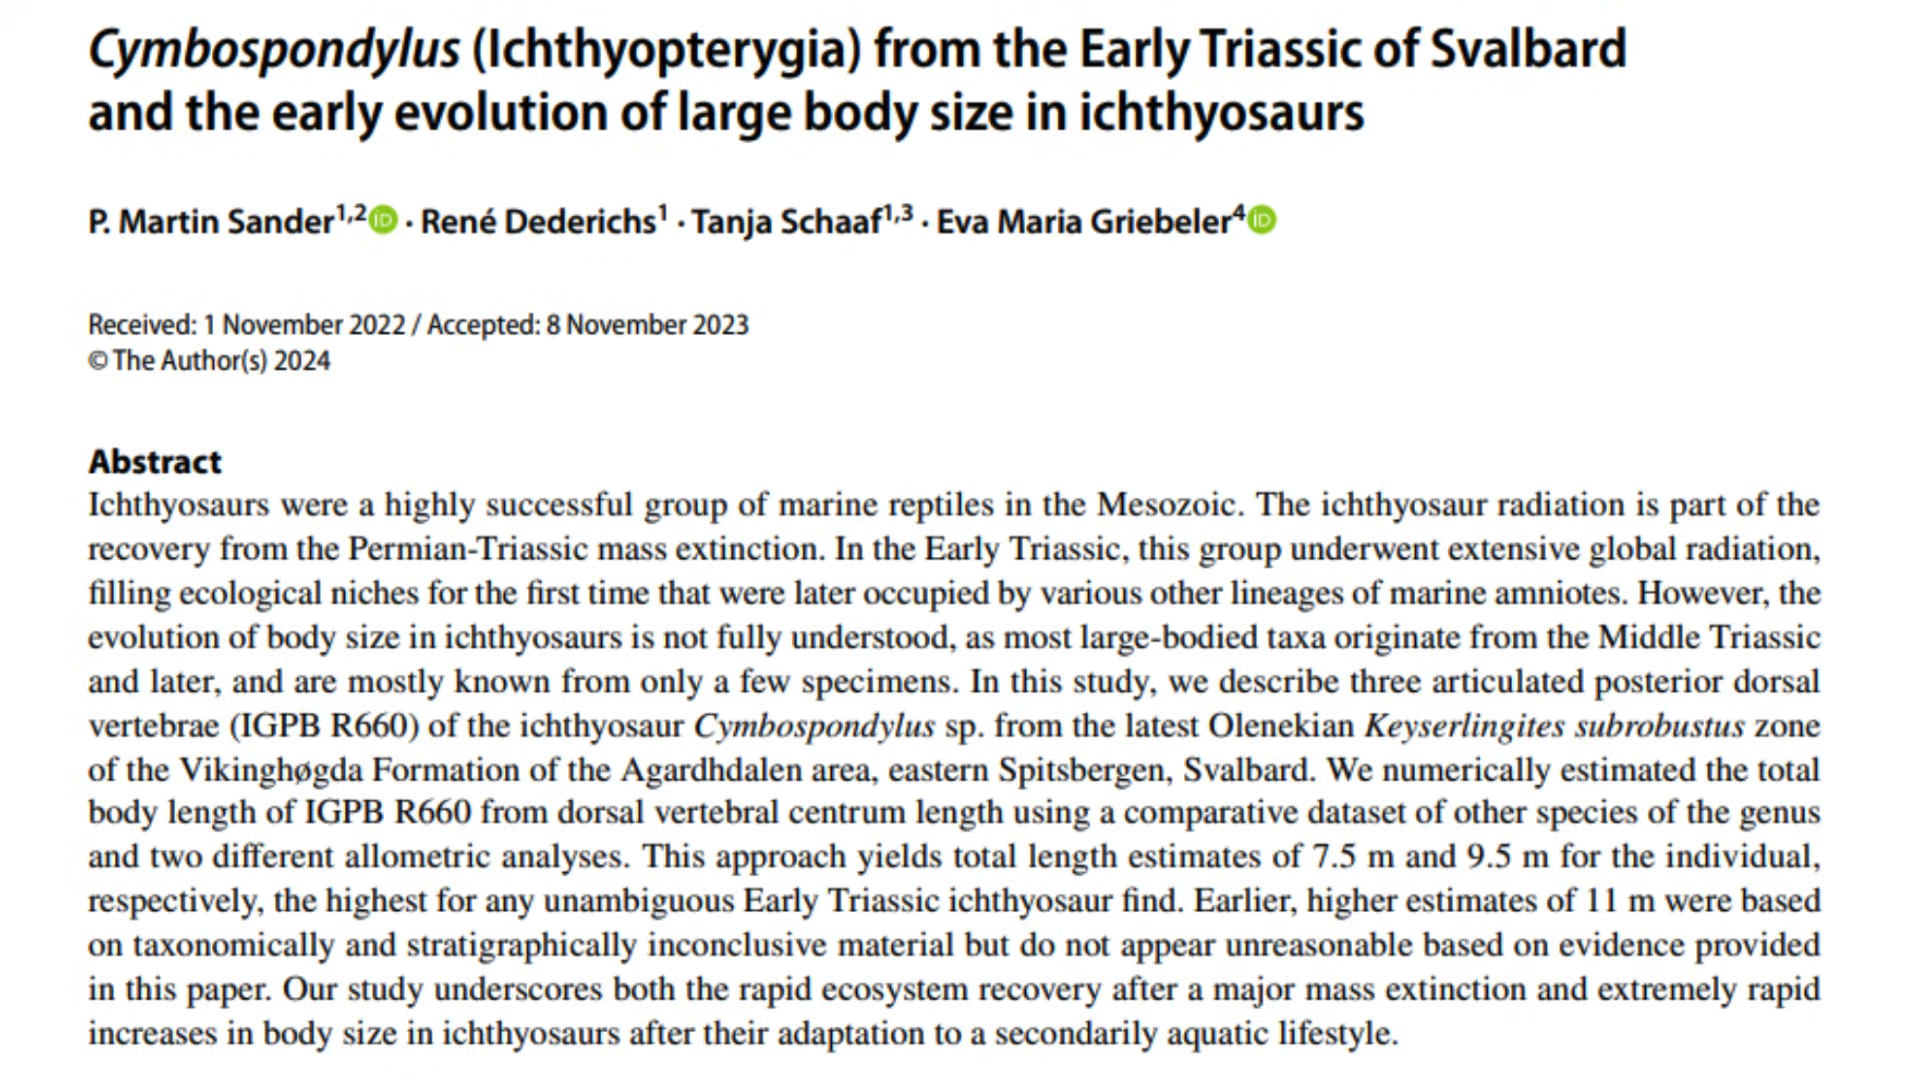 Cymbospondylus (Ichthyopterygia) from the Early Triassic of Svalbard
and the early evolution of large body size in ichthyosaurs
P. Martin Sander1,2 iD · René Dederichs1 · Tanja Schaaf1,3 · Eva Maria Griebeler4 iD
Received: 1 November 2022 / Accepted: 8 November 2023
© The Author(s) 2024
Abstract
Ichthyosaurs were a highly successful group of marine reptiles in the Mesozoic. The ichthyosaur radiation is part of the
recovery from the Permian-Triassic mass extinction. In the Early Triassic, this group underwent extensive global radiation,
filling ecological niches for the first time that were later occupied by various other lineages of marine amniotes. However, the
evolution of body size in ichthyosaurs is not fully understood, as most large-bodied taxa originate from the Middle Triassic
and later, and are mostly known from only a few specimens. In this study, we describe three articulated posterior dorsal
vertebrae (IGPB R660) of the ichthyosaur Cymbospondylus sp. from the latest Olenekian Keyserlingites subrobustus zone
of the Vikinghøgda Formation of the Agardhdalen area, eastern Spitsbergen, Svalbard. We numerically estimated the total
body length of IGPB R660 from dorsal vertebral centrum length using a comparative dataset of other species of the genus
and two different allometric analyses. This approach yields total length estimates of 7.5 m and 9.5 m for the individual,
respectively, the highest for any unambiguous Early Triassic ichthyosaur find. Earlier, higher estimates of 11 m were based
on taxonomically and stratigraphically inconclusive material but do not appear unreasonable based on evidence provided
in this paper. Our study underscores both the rapid ecosystem recovery after a major mass extinction and extremely rapid
increases in body size in ichthyosaurs after their adaptation to a secondarily aquatic lifestyle.